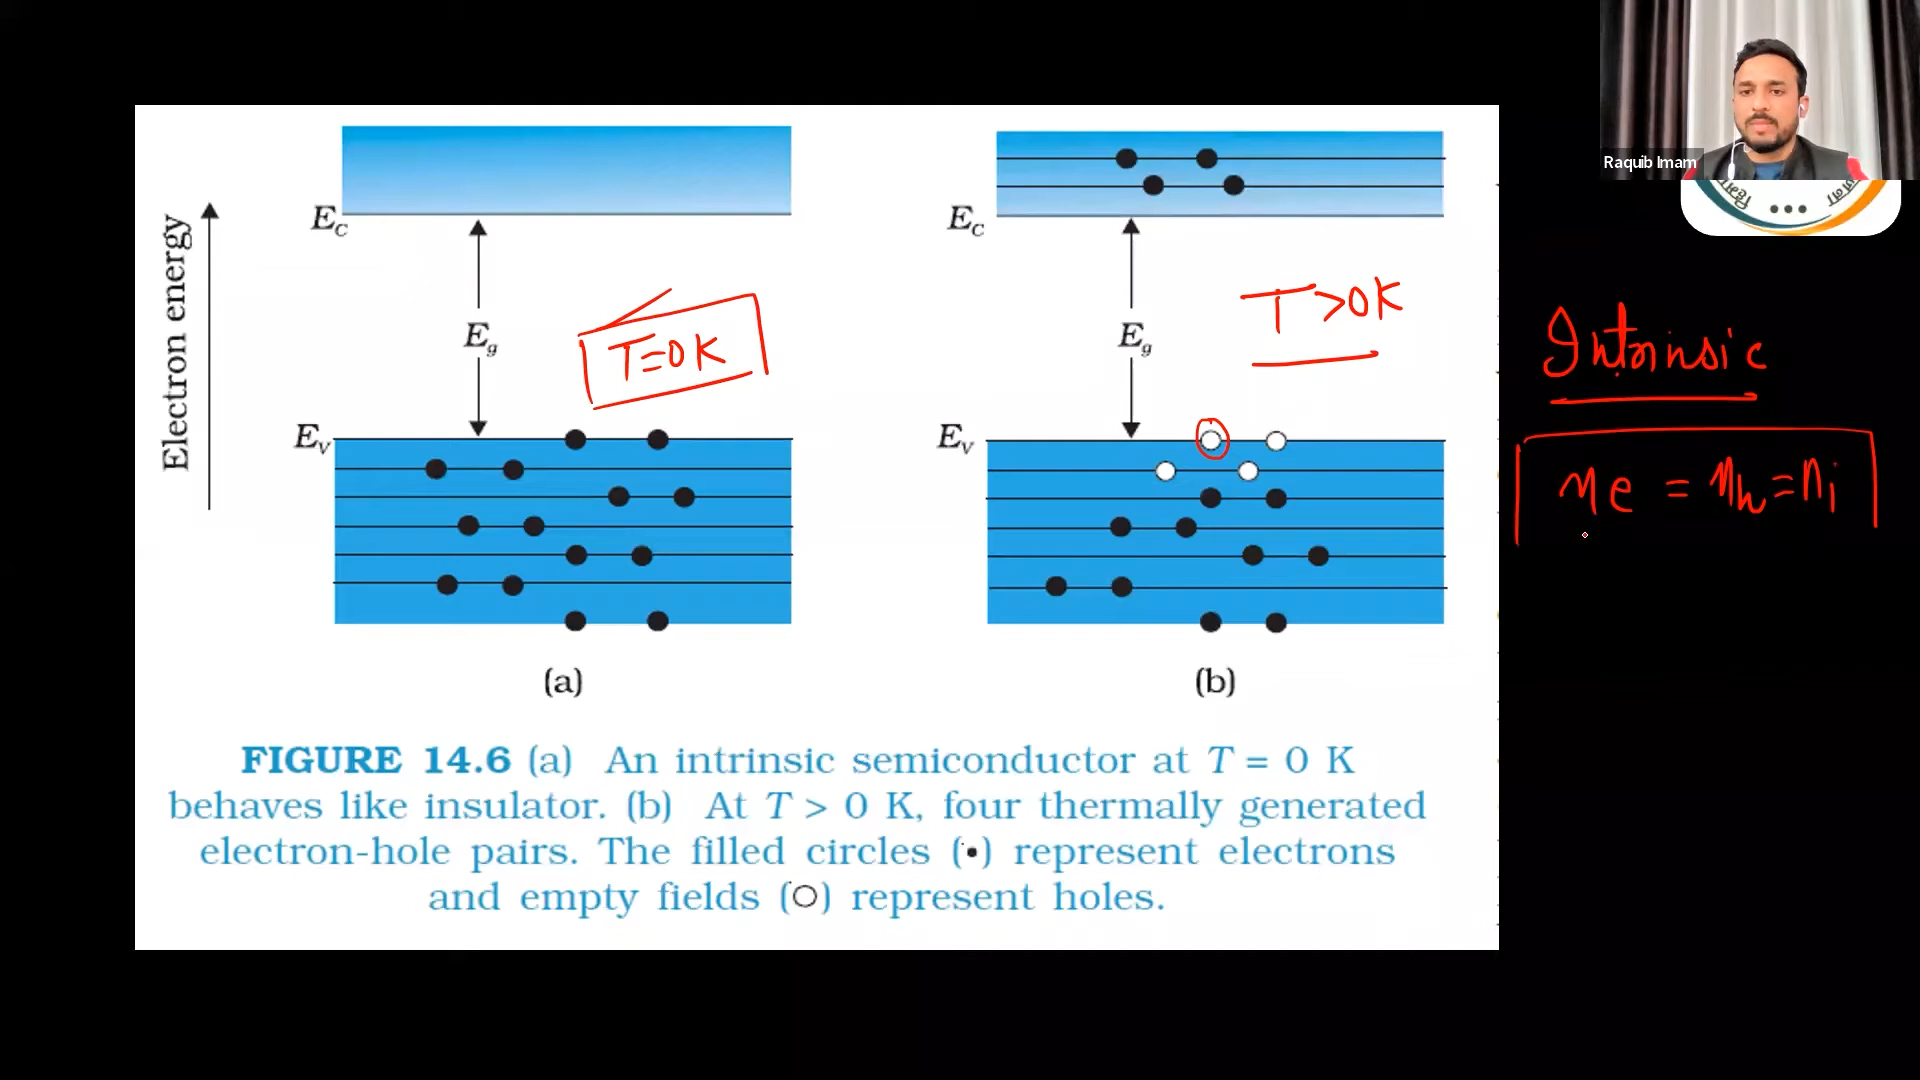 Raquib Imam
Electron energy
E_C
E_g
E_V
T=0K
(a)
E_C
E_g
E_V
T>0K
(b)
Intrinsic
ne = nh = ni
FIGURE 14.6 (a) An intrinsic semiconductor at T = 0 K
behaves like insulator. (b) At T > 0 K, four thermally generated
electron-hole pairs. The filled circles (•) represent electrons
and empty fields (○) represent holes.